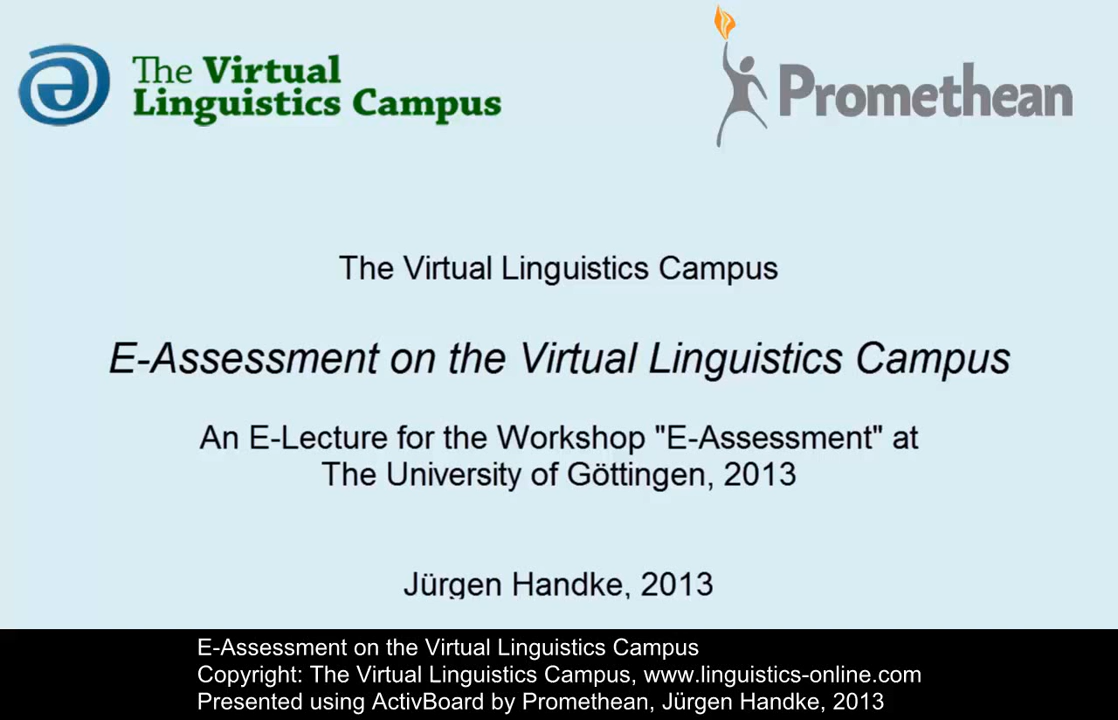 The Virtual
Linguistics Campus
Promethean
The Virtual Linguistics Campus
E-Assessment on the Virtual Linguistics Campus
An E-Lecture for the Workshop "E-Assessment" at
The University of Göttingen, 2013
Jürgen Handke, 2013
E-Assessment on the Virtual Linguistics Campus
Copyright: The Virtual Linguistics Campus, www.linguistics-online.com
Presented using ActivBoard by Promethean, Jürgen Handke, 2013